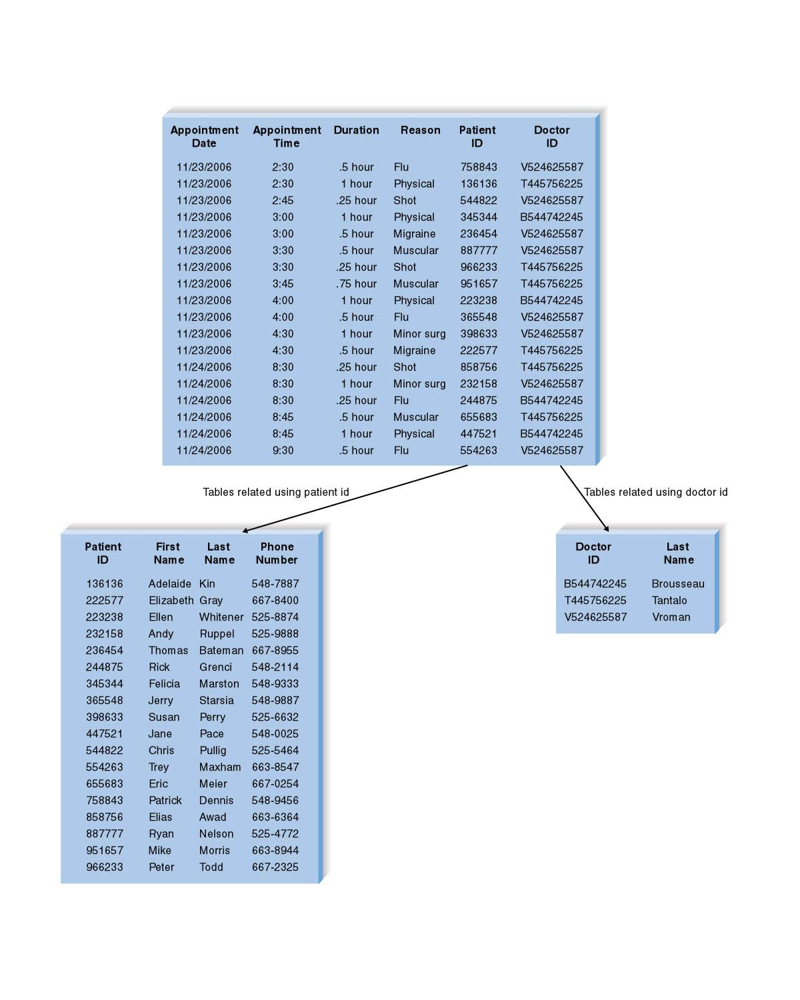 Appointment Date Appointment Time Duration Reason Patient ID Doctor ID
11/23/2006 2:30 .5 hour Flu 758843 V524625587
11/23/2006 2:30 1 hour Physical 136136 T445756225
11/23/2006 2:45 .25 hour Shot 544822 V524625587
11/23/2006 3:00 1 hour Physical 345344 B544742245
11/23/2006 3:00 .5 hour Migraine 236454 V524625587
11/23/2006 3:30 .5 hour Muscular 887777 V524625587
11/23/2006 3:30 .25 hour Shot 966233 T445756225
11/23/2006 3:45 .75 hour Muscular 951657 T445756225
11/23/2006 4:00 1 hour Physical 223238 B544742245
11/23/2006 4:00 .5 hour Flu 365548 V524625587
11/23/2006 4:30 1 hour Minor surg 398633 V524625587
11/23/2006 4:30 .5 hour Migraine 222577 T445756225
11/24/2006 8:30 .25 hour Shot 858756 T445756225
11/24/2006 8:30 1 hour Minor surg 232158 V524625587
11/24/2006 8:30 .25 hour Flu 244875 B544742245
11/24/2006 8:45 .5 hour Muscular 655683 T445756225
11/24/2006 8:45 1 hour Physical 447521 B544742245
11/24/2006 9:30 .5 hour Flu 554263 V524625587
Tables related using patient id
Tables related using doctor id
Patient ID First Name Last Name Phone Number
136136 Adelaide Kin 548-7887
222577 Elizabeth Gray 667-8400
223238 Ellen Whitener 525-8874
232158 Andy Ruppel 525-9888
236454 Thomas Bateman 667-8955
244875 Rick Grenci 548-2114
345344 Felicia Marston 548-9333
365548 Jerry Starsia 548-9887
398633 Susan Perry 525-6632
447521 Jane Pace 548-0025
544822 Chris Pullig 525-5464
554263 Trey Maxham 663-8547
655683 Eric Meier 667-0254
758843 Patrick Dennis 548-9456
858756 Elias Awad 663-6364
887777 Ryan Nelson 525-4772
951657 Mike Morris 663-8944
966233 Peter Todd 667-2325
Doctor ID Last Name
B544742245 Brousseau
T445756225 Tantalo
V524625587 Vroman